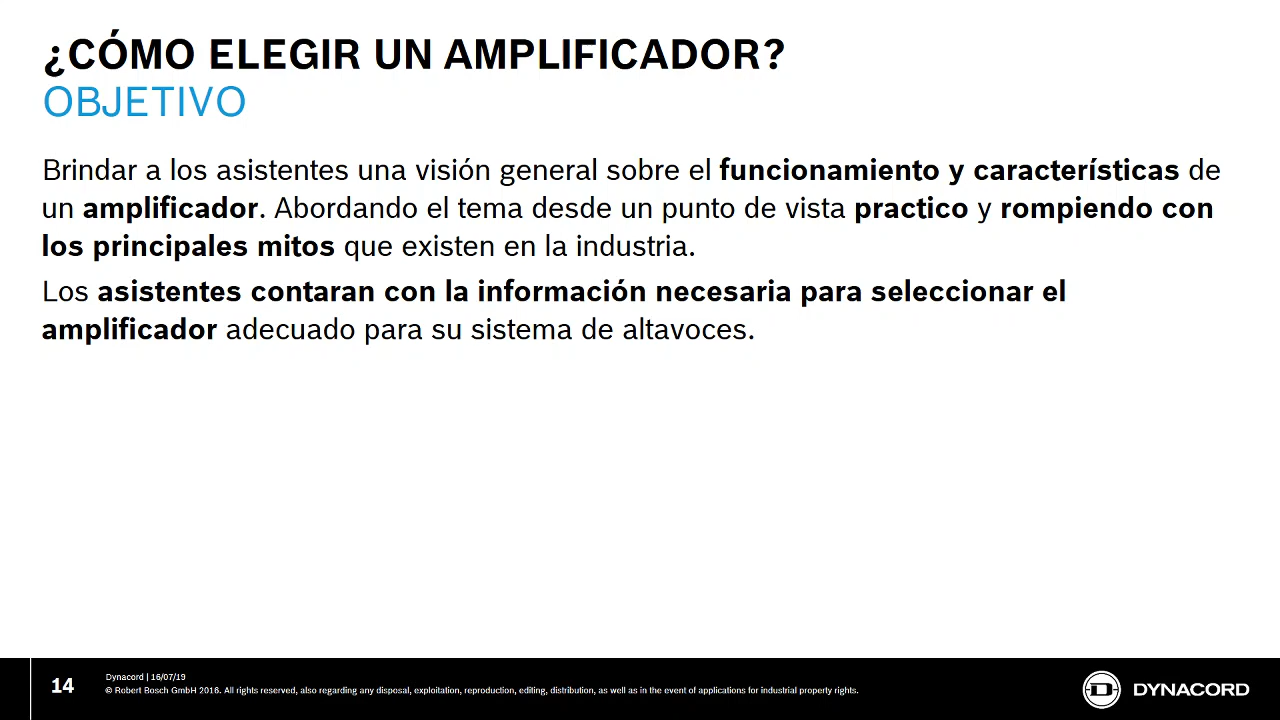 ¿CÓMO ELEGIR UN AMPLIFICADOR?
OBJETIVO
Brindar a los asistentes una visión general sobre el funcionamiento y características de
un amplificador. Abordando el tema desde un punto de vista practico y rompiendo con
los principales mitos que existen en la industria.
Los asistentes contaran con la información necesaria para seleccionar el
amplificador adecuado para su sistema de altavoces.
14
Dynacord | 16/07/19
© Robert Bosch GmbH 2016. All rights reserved, also regarding any disposal, exploitation, reproduction, editing, distribution, as well as in the event of applications for industrial property rights.
DYNACORD